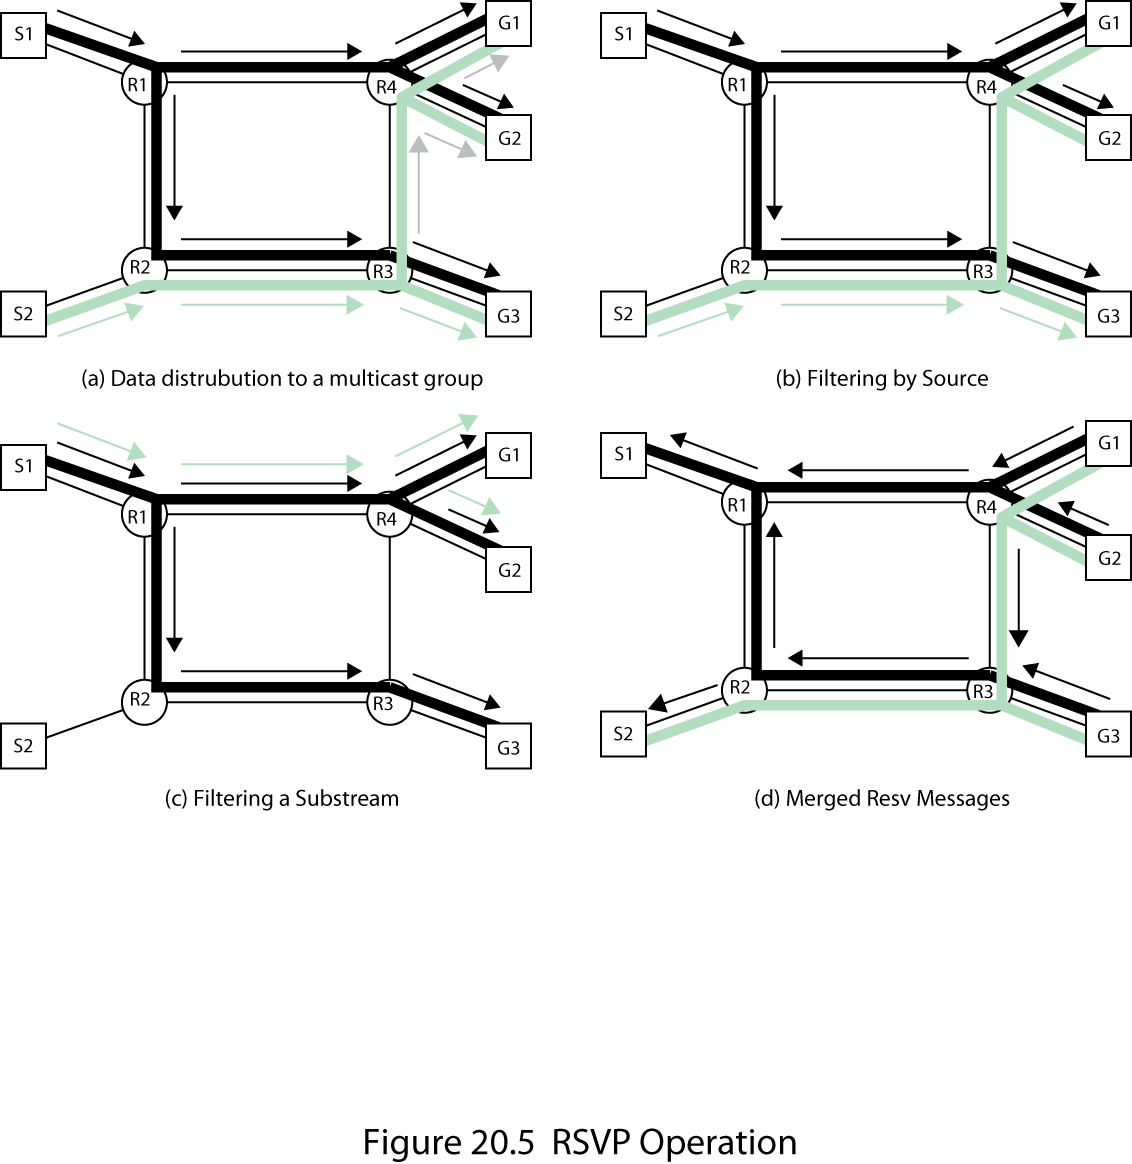 S1
G1
R1
R4
G2
R2
R3
S2
G3
(a) Data distrubution to a multicast group
S1
G1
R1
R4
G2
R2
R3
S2
G3
(b) Filtering by Source
S1
G1
R1
R4
G2
R2
R3
S2
G3
(c) Filtering a Substream
S1
G1
R1
R4
G2
R2
R3
S2
G3
(d) Merged Resv Messages
Figure 20.5 RSVP Operation